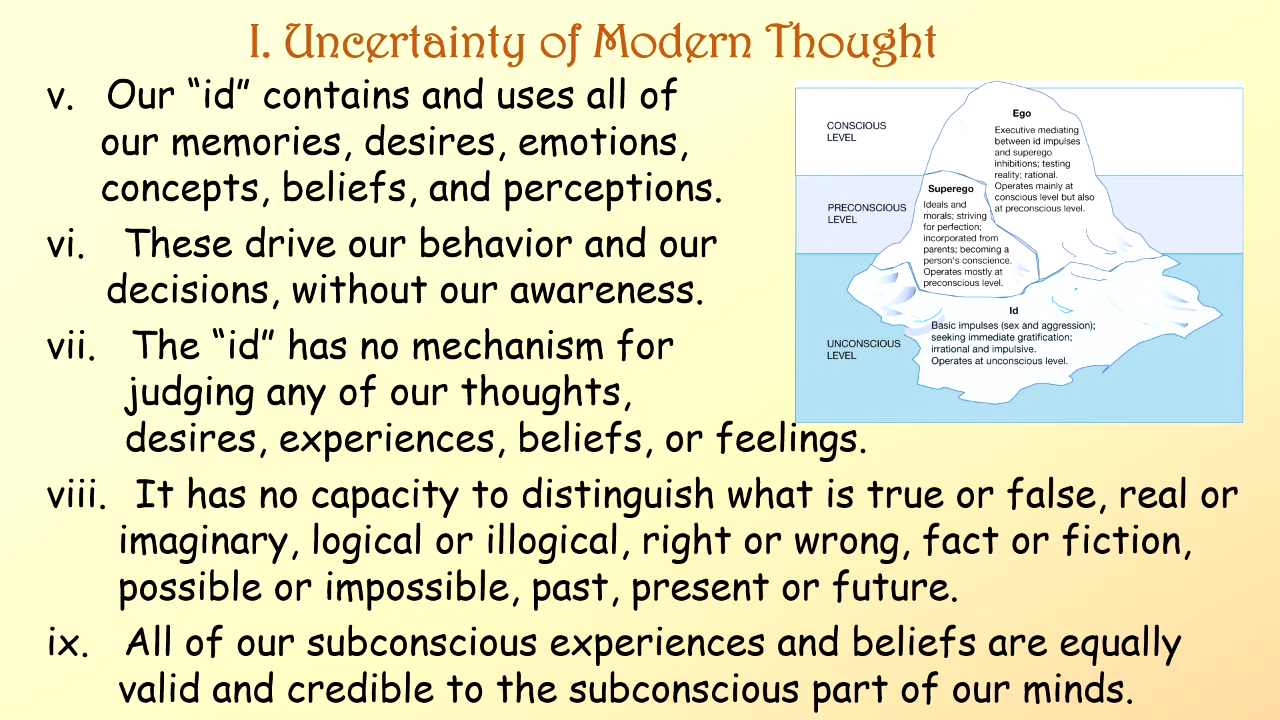 I. Uncertainty of Modern Thought
v. Our “id” contains and uses all of
our memories, desires, emotions,
concepts, beliefs, and perceptions.
vi. These drive our behavior and our
decisions, without our awareness.
vii. The “id” has no mechanism for
judging any of our thoughts,
desires, experiences, beliefs, or feelings.
viii. It has no capacity to distinguish what is true or false, real or
imaginary, logical or illogical, right or wrong, fact or fiction,
possible or impossible, past, present or future.
ix. All of our subconscious experiences and beliefs are equally
valid and credible to the subconscious part of our minds.
CONSCIOUS
LEVEL
Ego
Executive mediating
between id impulses
and superego
inhibitions; testing
reality; rational.
Operates mainly at
conscious level but also
at preconscious level.
PRECONSCIOUS
LEVEL
Superego
Ideals and
morals; striving
for perfection;
incorporated from
parents; becoming a
person's conscience.
Operates mostly at
preconscious level.
UNCONSCIOUS
LEVEL
Id
Basic impulses (sex and aggression);
seeking immediate gratification;
irrational and impulsive.
Operates at unconscious level.